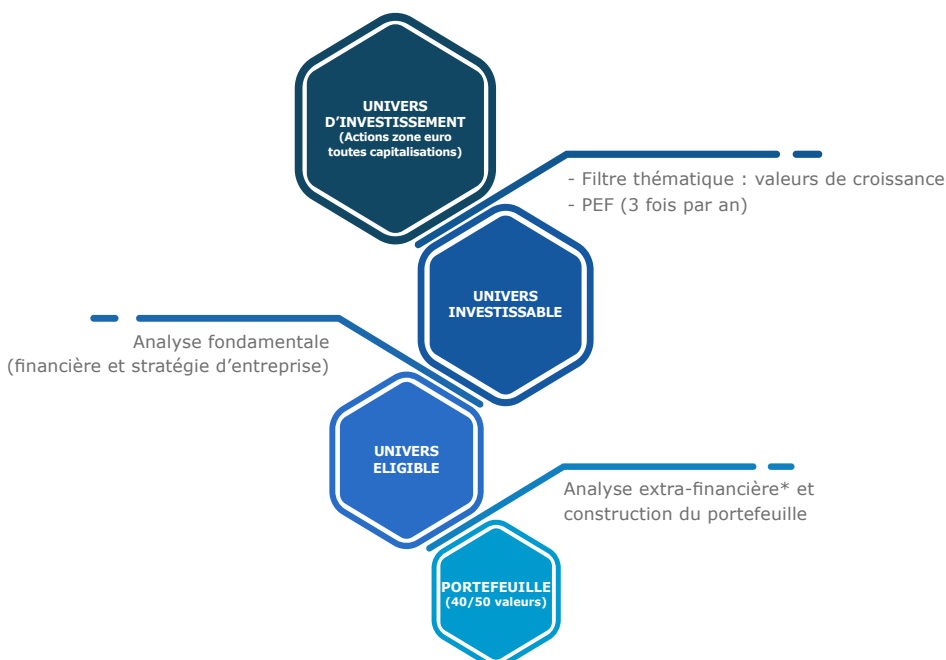 UNIVERS
D’INVESTISSEMENT
(Actions zone euro
toutes capitalisations)
- Filtre thématique : valeurs de croissance
- PEF (3 fois par an)
UNIVERS
INVESTISSABLE
Analyse fondamentale
(financière et stratégie d’entreprise)
UNIVERS
ELIGIBLE
Analyse extra-financière* et
construction du portefeuille
PORTEFEUILLE
(40/50 valeurs)